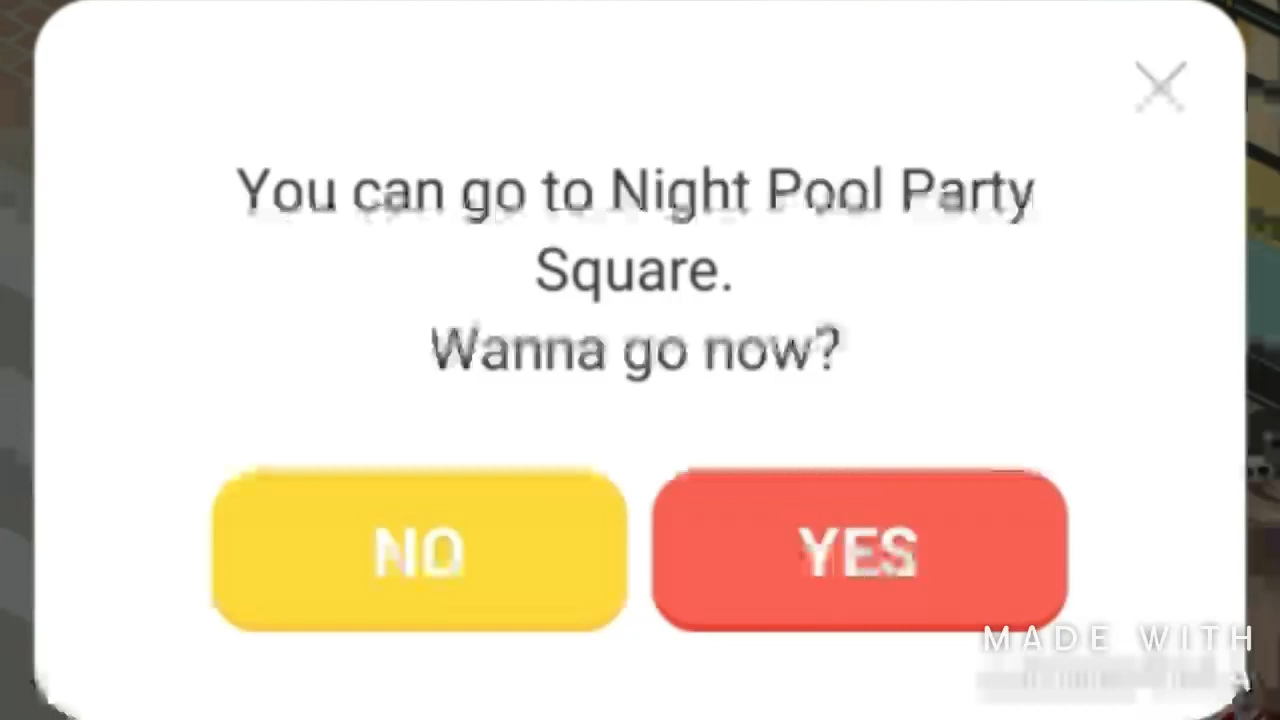 You can go to Night Pool Party
Square.
Wanna go now?
NO
YES
MADE WITH